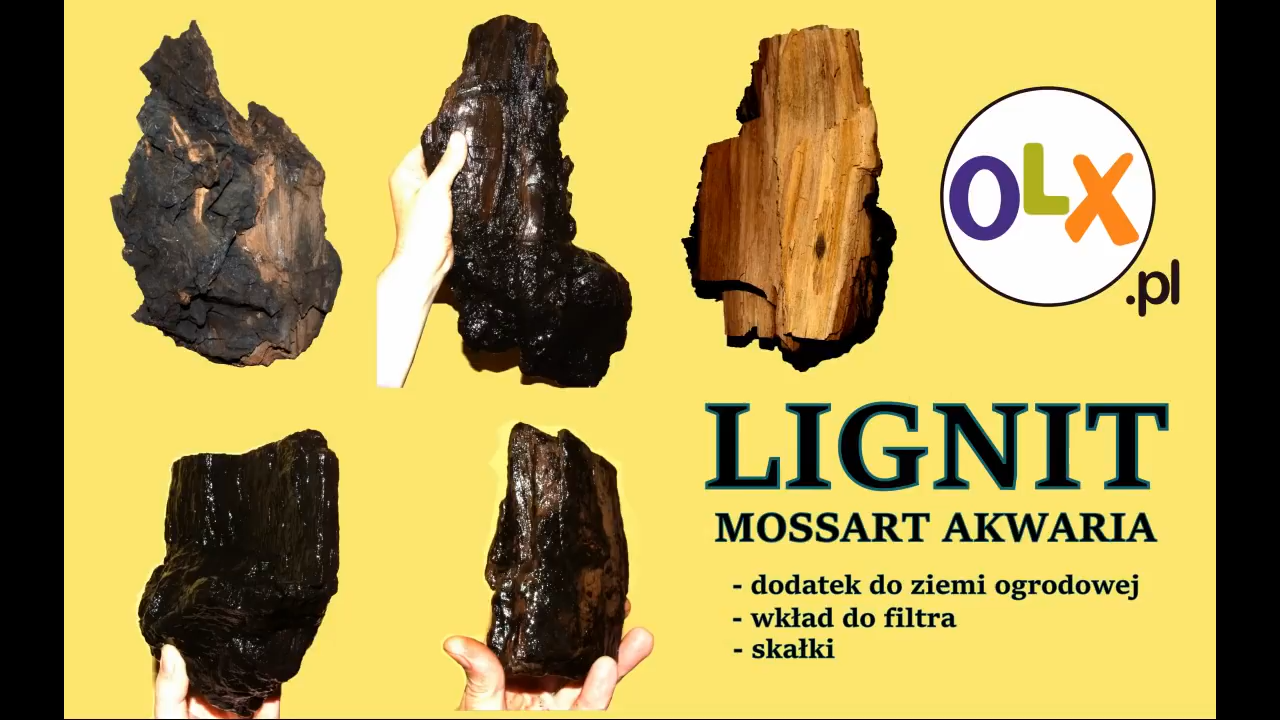 OLX
.pl
LIGNIT
MOSSART AKWARIA
- dodatek do ziemi ogrodowej
- wkład do filtra
- skałki